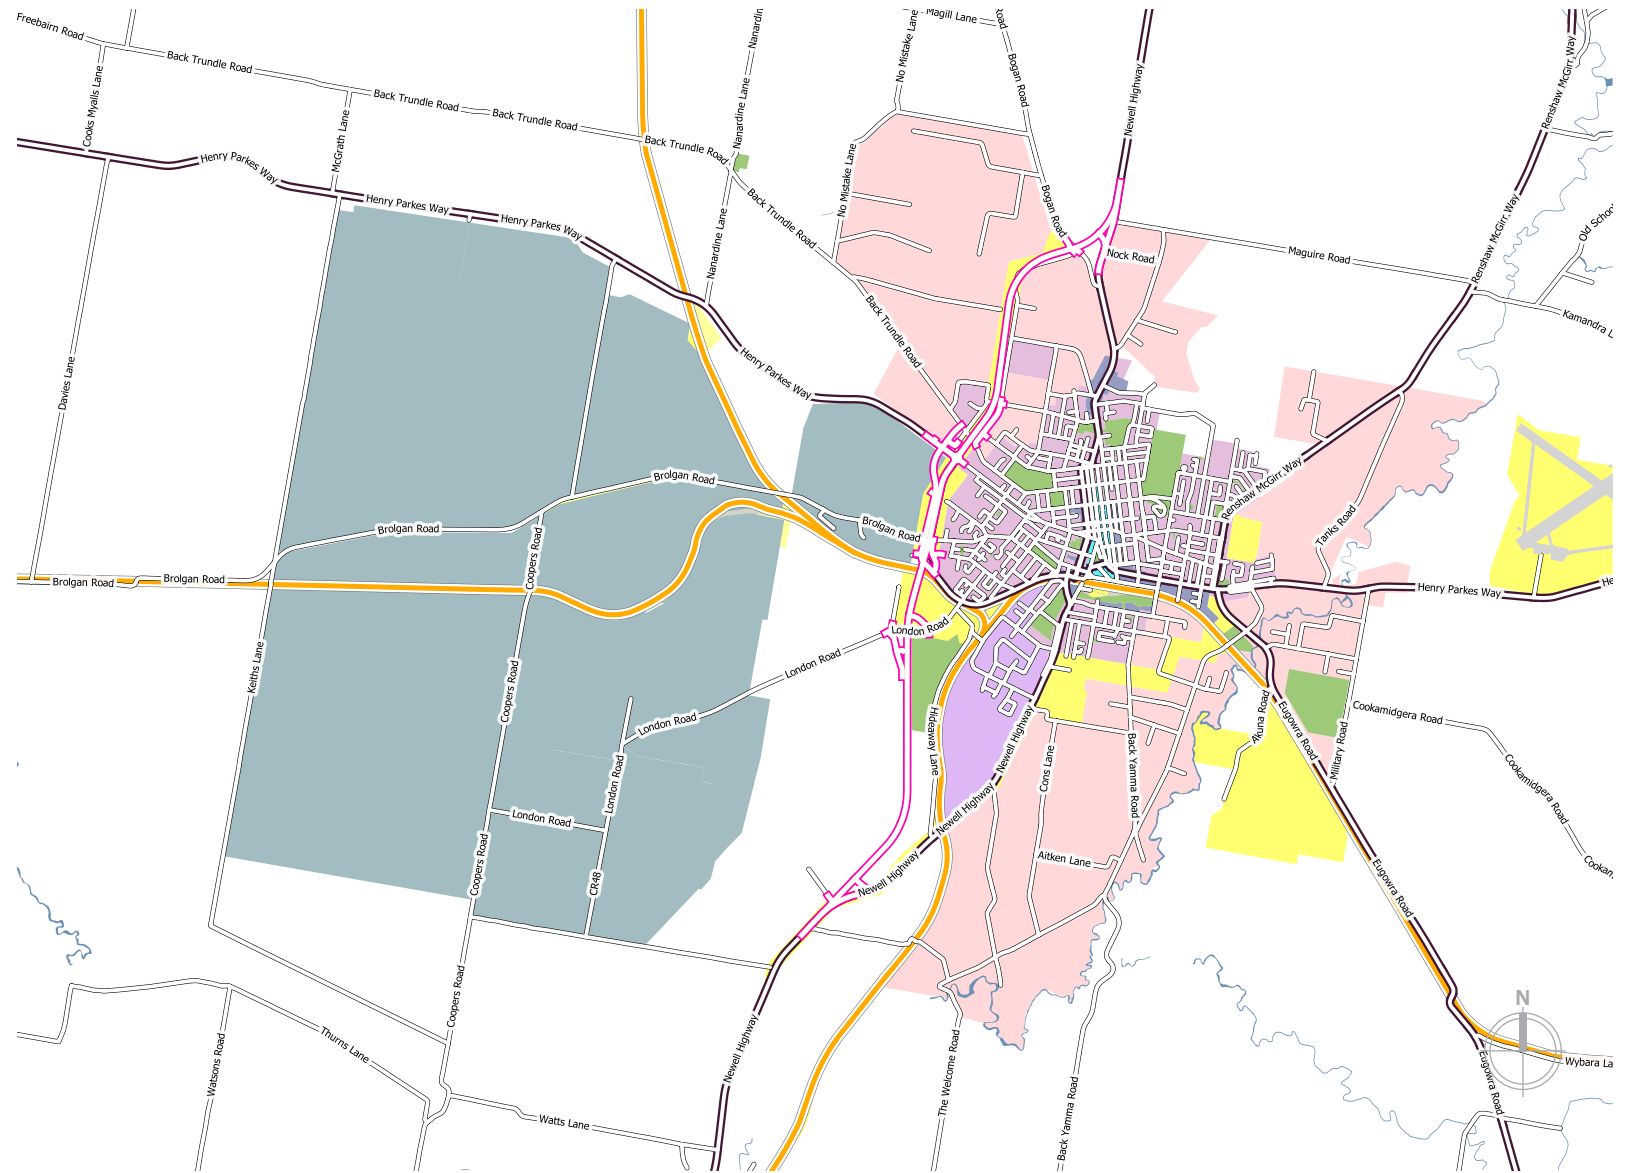 Freebairn Road
Magill Lane
Road
Nanardin
No Mistake Lane
Back Trundle Road
Cooks Myalls Lane
Bogan Road
Newell Highway
Renshaw McGirr Way
Back Trundle Road
Back Trundle Road
Nanardine Lane
McGrath Lane
Back Trundle Road
Henry Parkes Way
No Mistake Lane
Henry Parkes Way
Henry Parkes Way
Back Trundle Road
Bogan Road
Nanardine Lane
Nock Road
Maguire Road
Renshaw McGirr Way
Old Schoo
Kamandra L
Back Trundle Road
Henry Parkes Way
Davies Lane
Brolgan Road
Renshaw McGirr Way
Brolgan Road
Brolgan Road
Tanks Road
Coopers Road
Brolgan Road
Brolgan Road
Henry Parkes Way
He
London Road
London Road
Keiths Lane
Coopers Road
London Road
Hideaway Lane
Newell Highway
Cons Lane
Back Yamma Road
Akuna Road
Eugowra Road
Military Road
Cookamidgera Road
Cookamidgera Road
London Road
London Road
Newell Highway
Coopers Road
CR48
Newell Highway
Aitken Lane
Eugowra Road
Cookam
Coopers Road
N
Thurns Lane
Watsons Road
Newell Highway
The Welcome Road
Back Yamma Road
Eugowra Road
Wybara La
Watts Lane